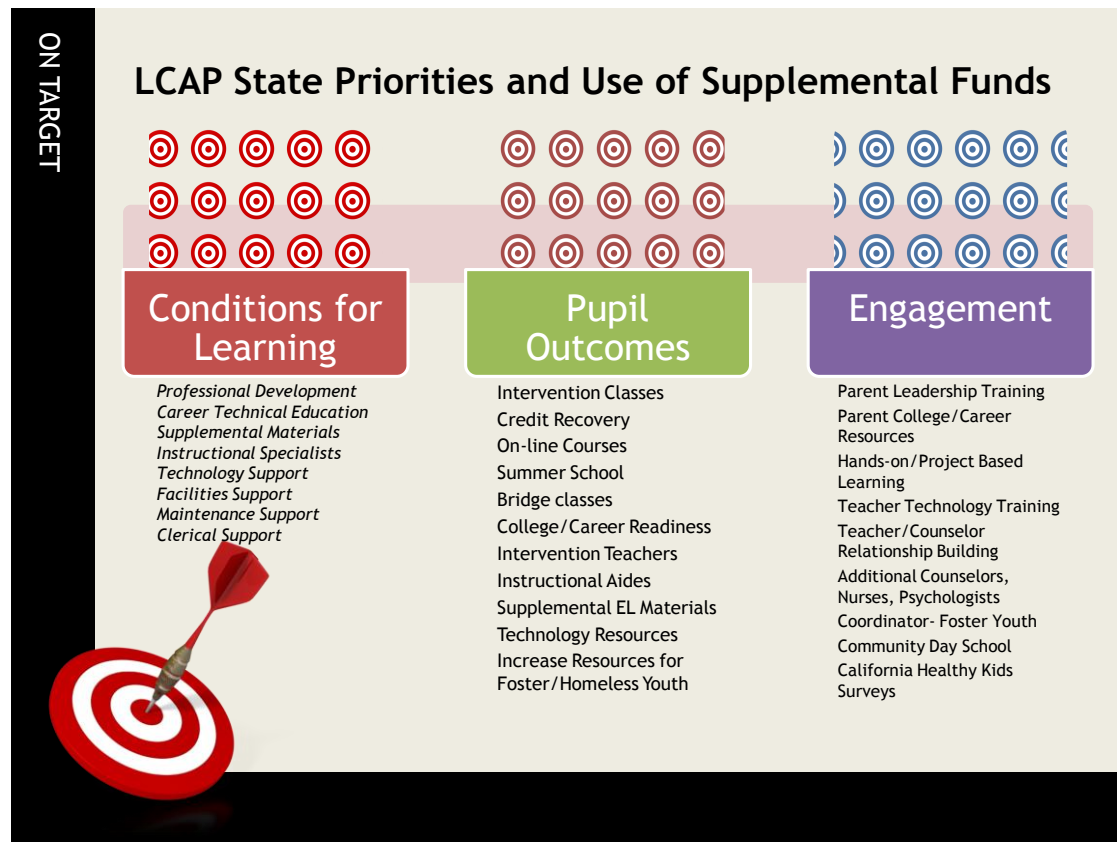 ON TARGET
LCAP State Priorities and Use of Supplemental Funds
Conditions for
Learning
Professional Development
Career Technical Education
Supplemental Materials
Instructional Specialists
Technology Support
Facilities Support
Maintenance Support
Clerical Support
Pupil
Outcomes
Intervention Classes
Credit Recovery
On-line Courses
Summer School
Bridge classes
College/Career Readiness
Intervention Teachers
Instructional Aides
Supplemental EL Materials
Technology Resources
Increase Resources for
Foster/Homeless Youth
Engagement
Parent Leadership Training
Parent College/Career
Resources
Hands-on/Project Based
Learning
Teacher Technology Training
Teacher/Counselor
Relationship Building
Additional Counselors,
Nurses, Psychologists
Coordinator- Foster Youth
Community Day School
California Healthy Kids
Surveys